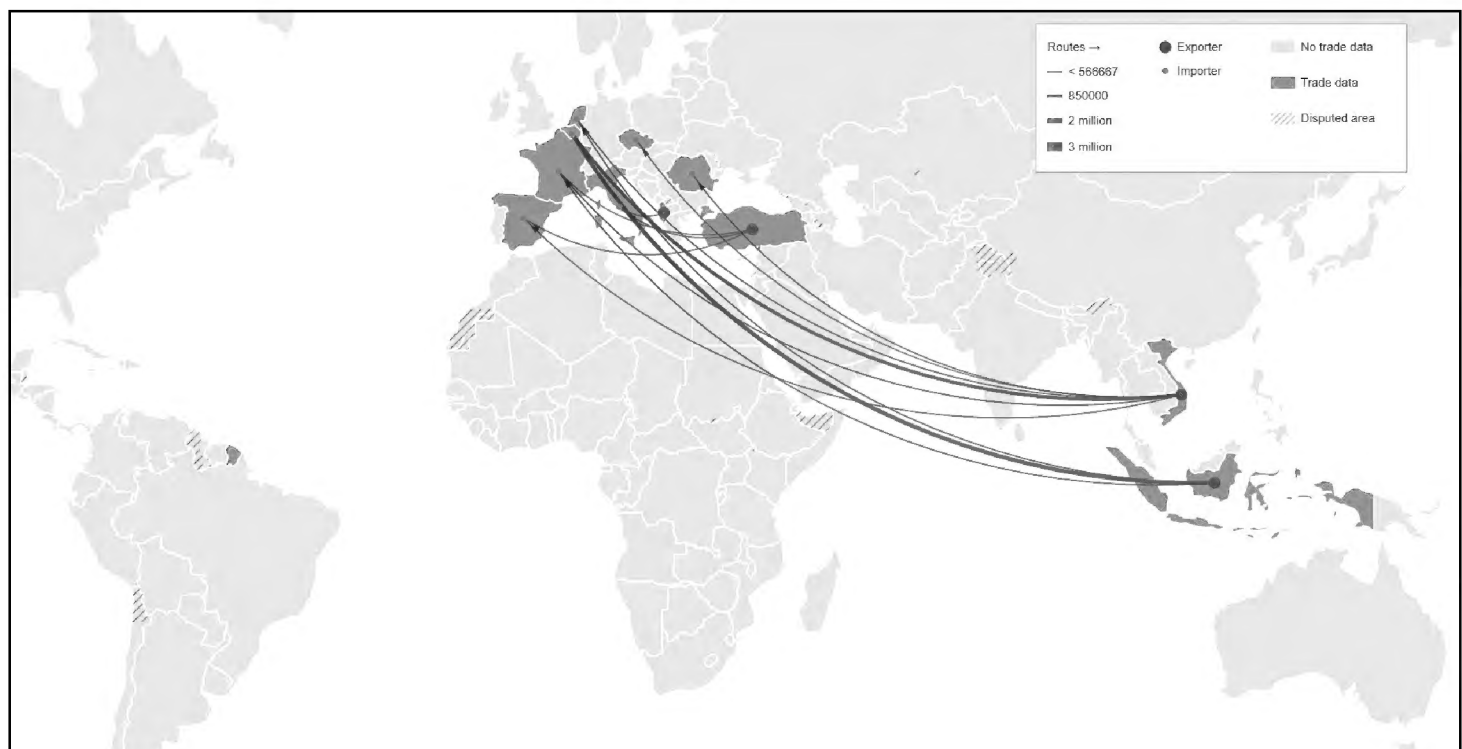 Routes →
< 566667
850000
2 million
3 million
Exporter
Importer
No trade data
Trade data
Disputed area